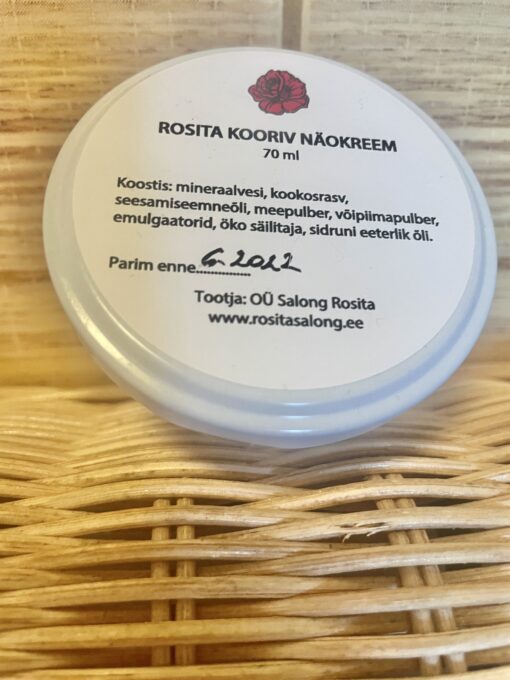 ROSITA KOORIV NÄOKREEM
70 ml
Koostis: mineraalvesi, kookosrasv,
seesamiseemneõli, meepulber, võipiimapulber,
emulgaatorid, öko säilitaja, sidruni eeterlik õli.
Parim enne 6. 2022
Tootja: OÜ Salong Rosita
www.rositasalong.ee